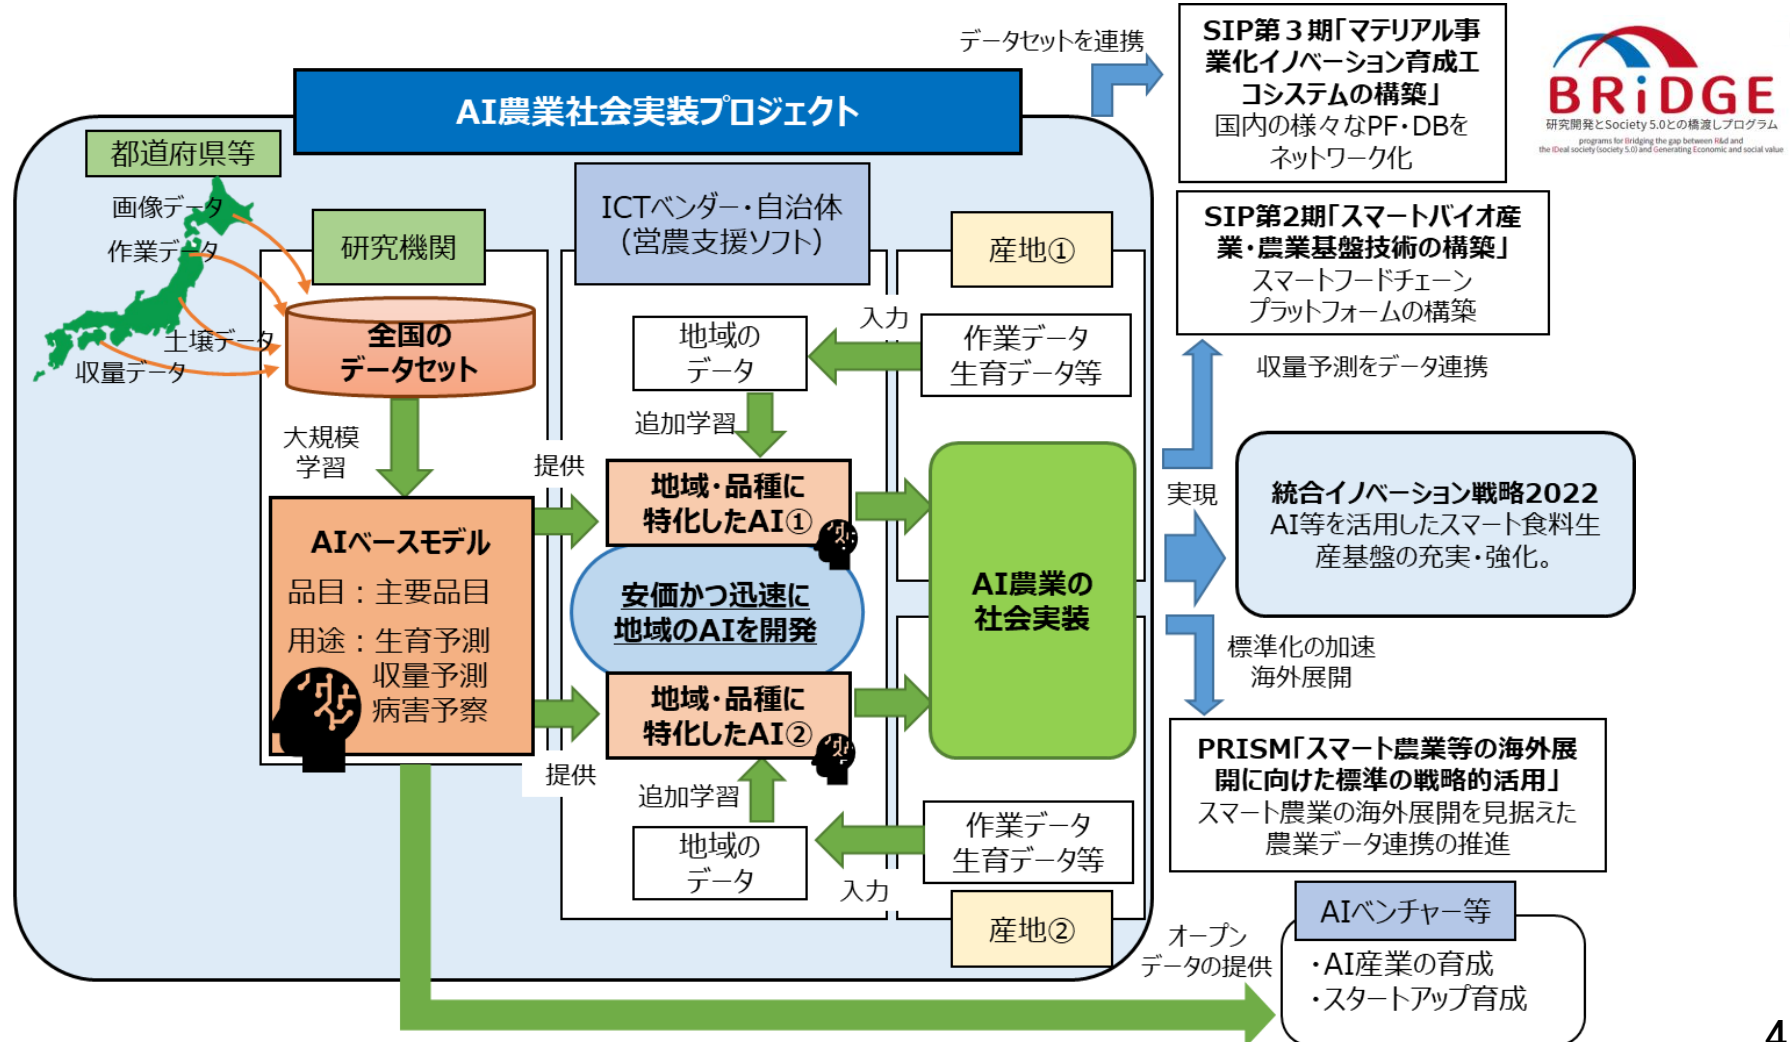 データセットを連携
SIP第３期「マテリアル事
業化イノベーション育成エ
コシステムの構築」
国内の様々なPF・DBを
ネットワーク化
BRiDGE
研究開発とSociety 5.0との橋渡しプログラム
programs for Bridging the gap between R&d and
the IDeal society (society 5.0) and Generating Economic and social value
AI農業社会実装プロジェクト
都道府県等
画像データ
作業データ
土壌データ
収量データ
研究機関
全国の
データセット
大規模
学習
AIベースモデル
品目：主要品目
用途：生育予測
収量予測
病害予察
提供
提供
ICTベンダー・自治体
（営農支援ソフト）
地域の
データ
追加学習
地域・品種に
特化したAI①
安価かつ迅速に
地域のAIを開発
地域・品種に
特化したAI②
追加学習
地域の
データ
産地①
入力
作業データ
生育データ等
AI農業の
社会実装
作業データ
生育データ等
入力
産地②
SIP第2期「スマートバイオ産
業・農業基盤技術の構築」
スマートフードチェーン
プラットフォームの構築
収量予測をデータ連携
実現
統合イノベーション戦略2022
AI等を活用したスマート食料生
産基盤の充実・強化。
標準化の加速
海外展開
PRISM「スマート農業等の海外展
開に向けた標準の戦略的活用」
スマート農業の海外展開を見据えた
農業データ連携の推進
オープン
データの提供
AIベンチャー等
・AI産業の育成
・スタートアップ育成
4